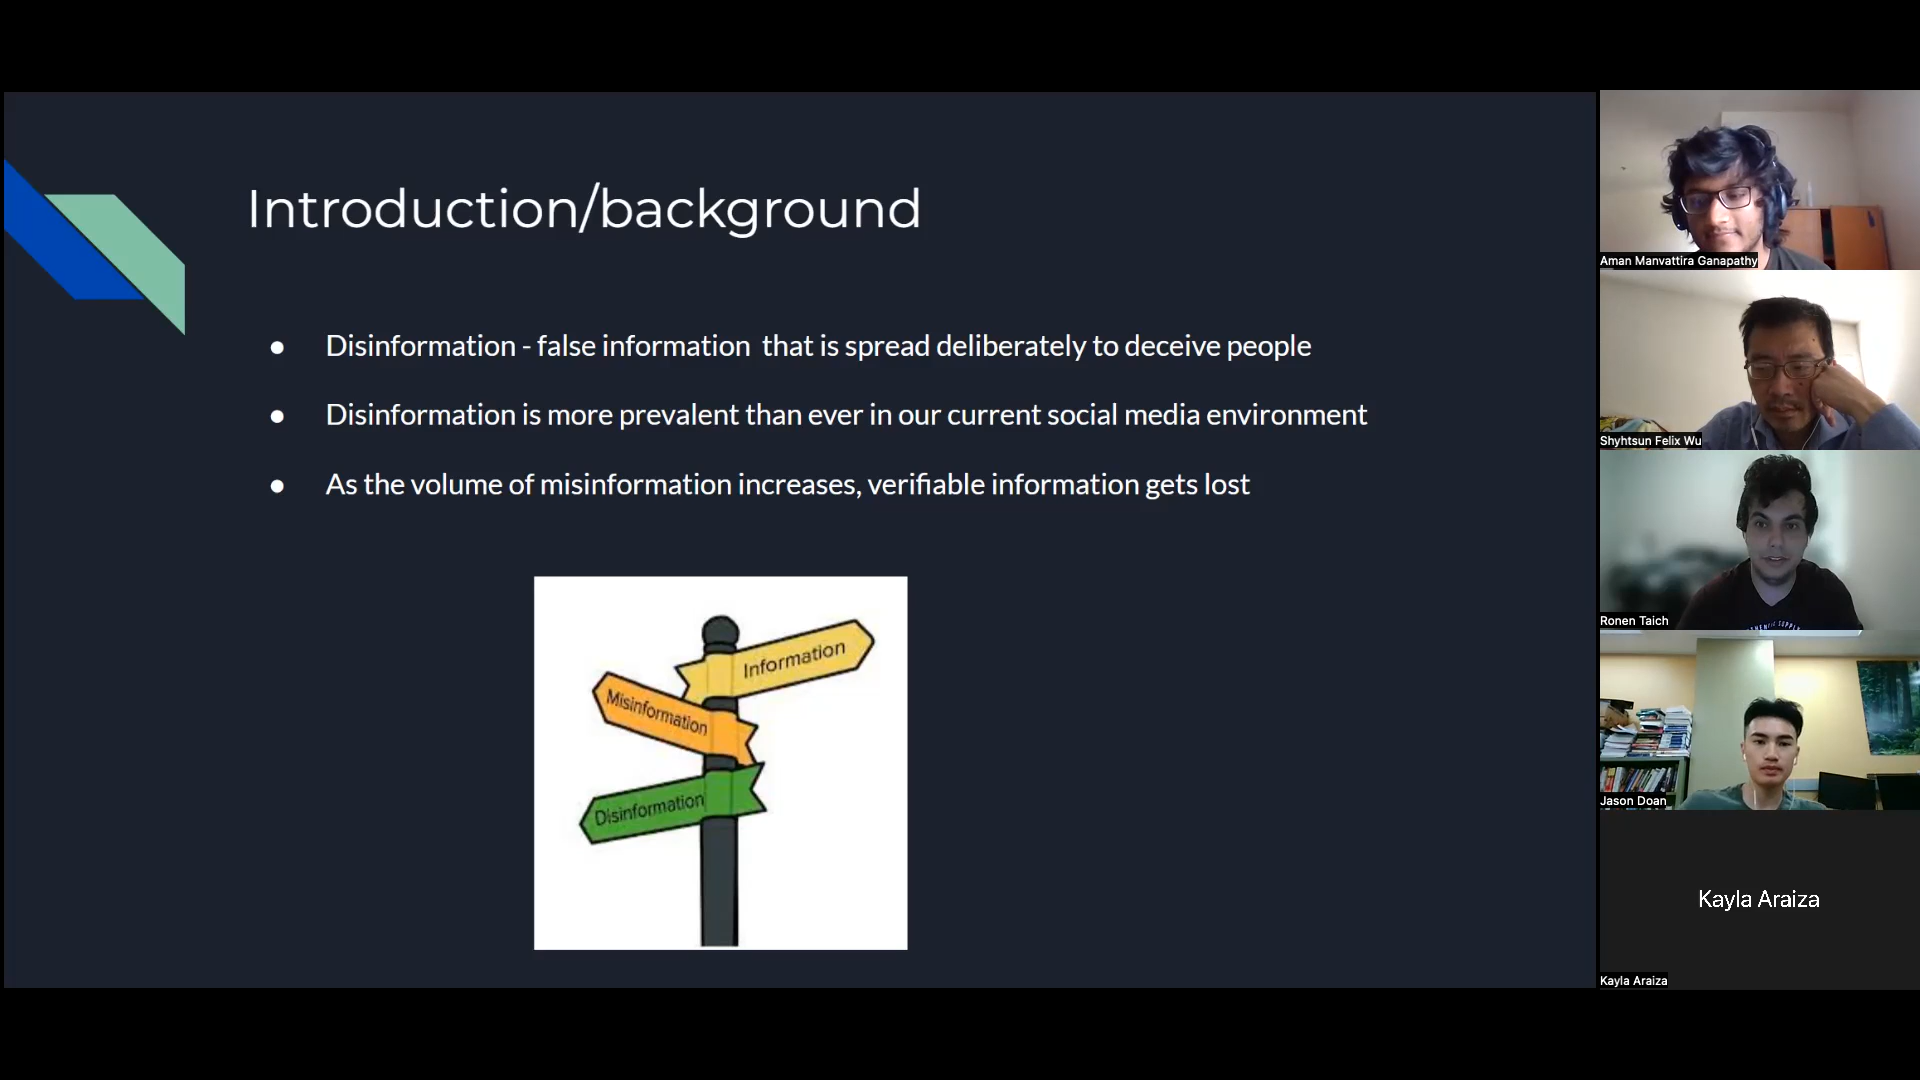 Introduction/background
● Disinformation - false information  that is spread deliberately to deceive people
● Disinformation is more prevalent than ever in our current social media environment
● As the volume of misinformation increases, verifiable information gets lost
Information
Misinformation
Disinformation
Aman Manvattira Ganapathy
Shyhtsun Felix Wu
Ronen Taich
Jason Doan
Kayla Araiza
Kayla Araiza